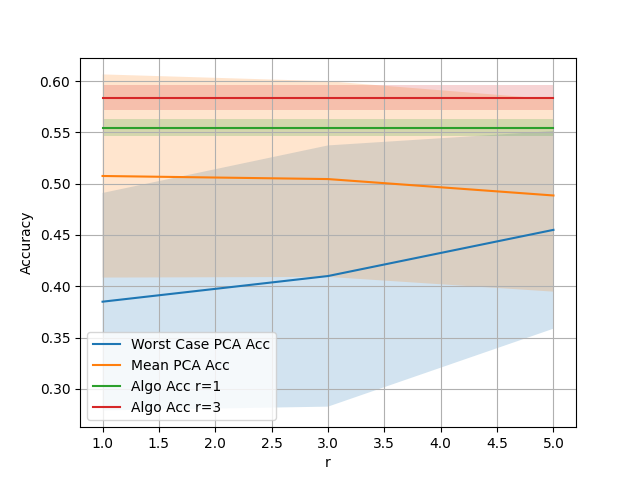 0.60
0.55
0.50
0.45
0.40
0.35
0.30
Accuracy
Worst Case PCA Acc
Mean PCA Acc
Algo Acc r=1
Algo Acc r=3
1.0 1.5 2.0 2.5 3.0 3.5 4.0 4.5 5.0
r